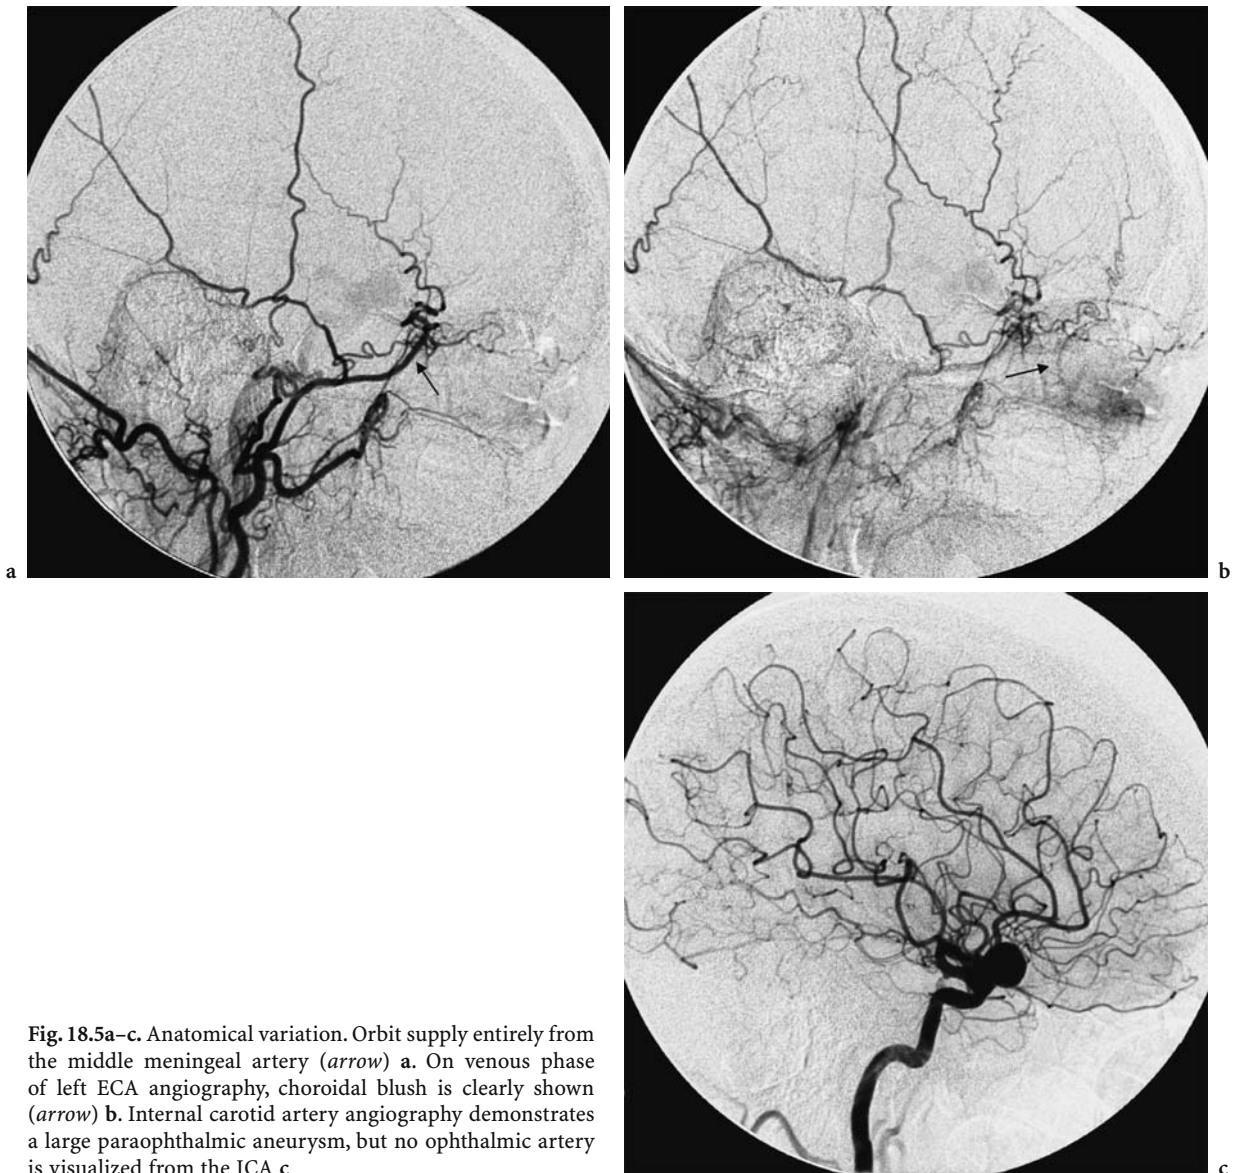 a
b
c
Fig. 18.5a–c. Anatomical variation. Orbit supply entirely from
the middle meningeal artery (arrow) a. On venous phase
of left ECA angiography, choroidal blush is clearly shown
(arrow) b. Internal carotid artery angiography demonstrates
a large paraophthalmic aneurysm, but no ophthalmic artery
is visualized from the ICA c